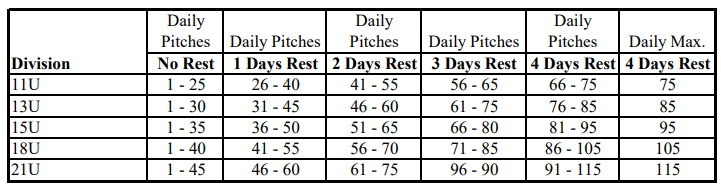 Daily Pitches Daily Pitches Daily Pitches Daily Pitches Daily Pitches Daily Max.
Division No Rest 1 Days Rest 2 Days Rest 3 Days Rest 4 Days Rest 4 Days Rest
11U 1 - 25 26 - 40 41 - 55 56 - 65 66 - 75 75
13U 1 - 30 31 - 45 46 - 60 61 - 75 76 - 85 85
15U 1 - 35 36 - 50 51 - 65 66 - 80 81 - 95 95
18U 1 - 40 41 - 55 56 - 70 71 - 85 86 - 105 105
21U 1 - 45 46 - 60 61 - 75 96 - 90 91 - 115 115